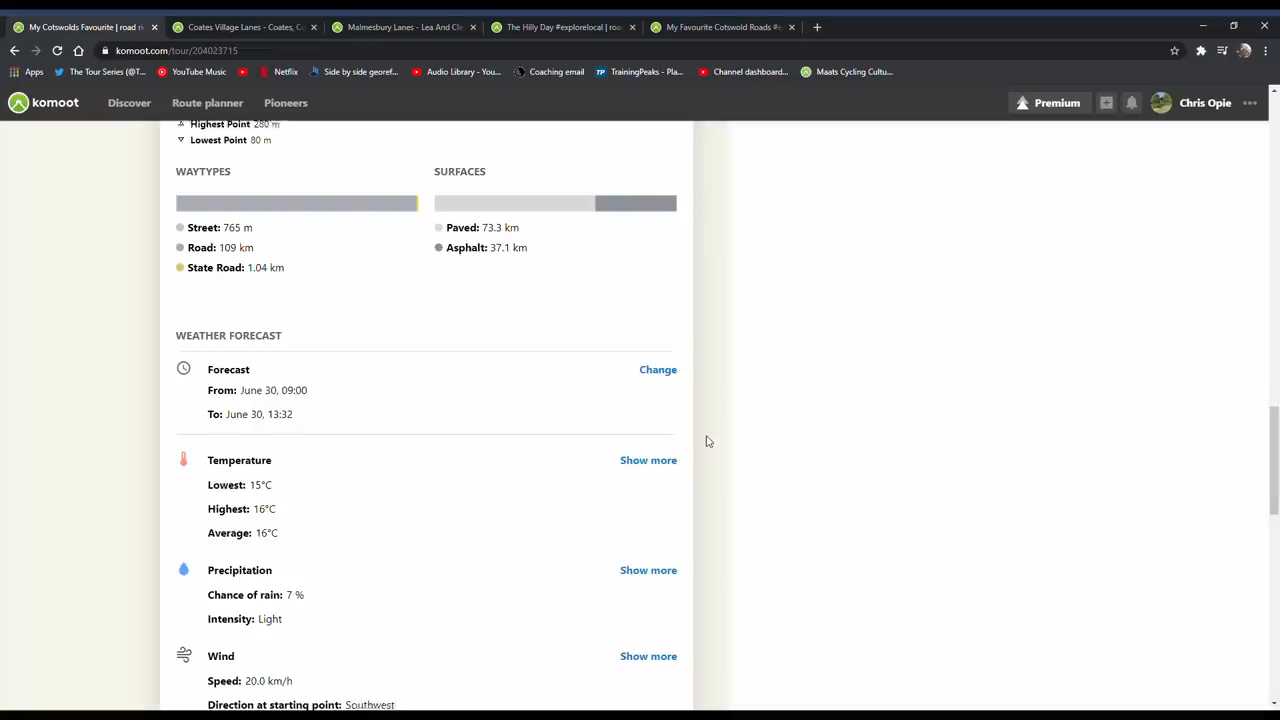 My Cotswolds Favourite | road ri
Coates Village Lanes - Coates, Co
Malmesbury Lanes - Lea And Cle
The Hilly Day #explorelocal | roa
My Favourite Cotswold Roads #e
komoot.com/tour/204023715
Apps
The Tour Series (@T...
YouTube Music
Netflix
Side by side georef...
Audio Library - You...
Coaching email
TP
TrainingPeaks - Pla...
Channel dashboard...
Maats Cycling Cultu...
komoot
Discover
Route planner
Pioneers
Premium
Chris Opie
Highest Point 280 m
Lowest Point 80 m
WAYTYPES
Street: 765 m
Road: 109 km
State Road: 1.04 km
SURFACES
Paved: 73.3 km
Asphalt: 37.1 km
WEATHER FORECAST
Forecast
Change
From: June 30, 09:00
To: June 30, 13:32
Temperature
Show more
Lowest: 15°C
Highest: 16°C
Average: 16°C
Precipitation
Show more
Chance of rain: 7 %
Intensity: Light
Wind
Show more
Speed: 20.0 km/h
Direction at starting point: Southwest